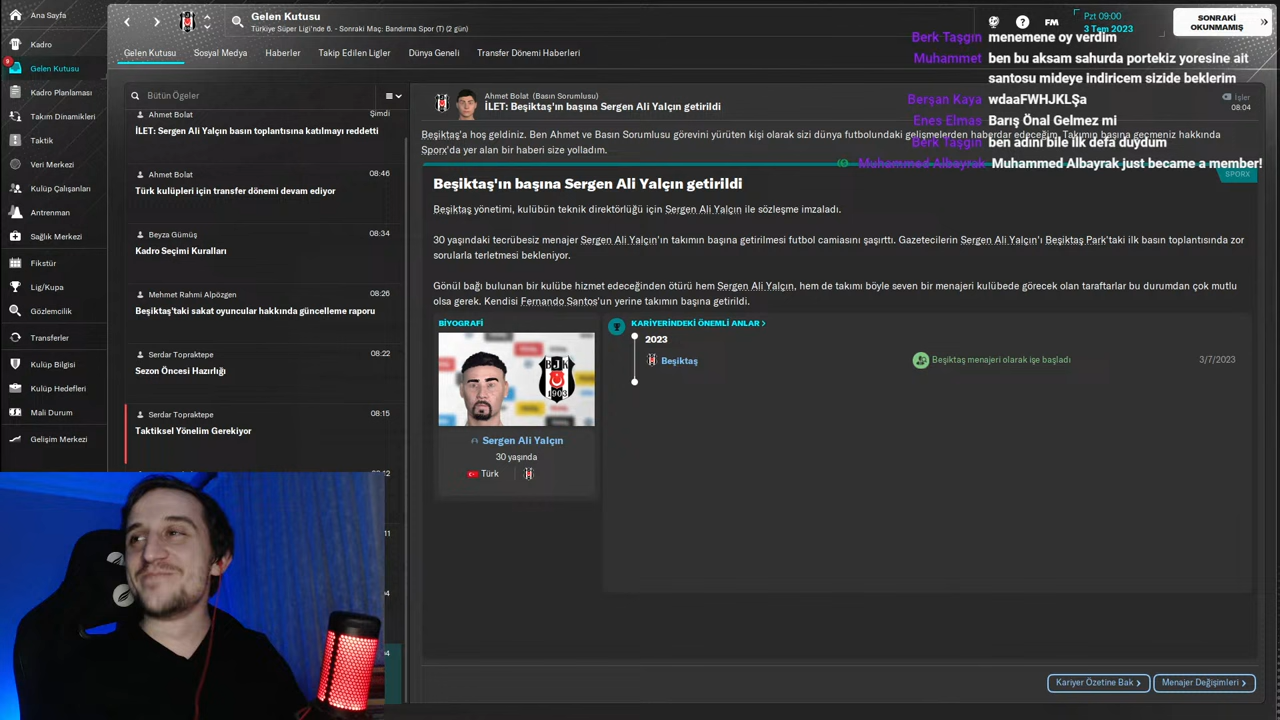 Ana Sayfa
Kadro
9
Gelen Kutusu
Kadro Planlaması
Takım Dinamikleri
Taktik
Veri Merkezi
Kulüp Çalışanları
Antrenman
Sağlık Merkezi
Fikstür
Lig/Kupa
Gözlemcilik
Transferler
Kulüp Bilgisi
Kulüp Hedefleri
Mali Durum
Gelişim Merkezi
Gelen Kutusu
Türkiye Süper Ligi'nde 6. - Sonraki Maç: Bandırma Spor (T) (2 gün)
FM
Pzt 09:00
3 Tem 2023
SONRAKİ
OKUNMAMIŞ
Gelen Kutusu
Sosyal Medya
Haberler
Takip Edilen Ligler
Dünya Geneli
Transfer Dönemi Haberleri
Berk Taşgın menemene oy verdim
Muhammet ben bu aksam sahurda portekiz yoresine ait
santosu mideye indiricem sizide beklerim
Berşan Kaya wdaaFWHJKLŞa
Enes Elmas Barış Önal Gelmez mi
Berk Taşgın ben adını bile ilk defa duydum
Muhammed Albayrak Muhammed Albayrak just became a member!
Bütün Ögeler
Ahmet Bolat
Şimdi
İLET: Sergen Ali Yalçın basın toplantısına katılmayı reddetti
Ahmet Bolat
08:46
Türk kulüpleri için transfer dönemi devam ediyor
Beyza Gümüş
08:34
Kadro Seçimi Kuralları
Mehmet Rahmi Alpözgen
08:26
Beşiktaş'taki sakat oyuncular hakkında güncelleme raporu
Serdar Topraktepe
08:22
Sezon Öncesi Hazırlığı
Serdar Topraktepe
08:15
Taktiksel Yönelim Gerekiyor
Ahmet Bolat (Basın Sorumlusu)
İLET: Beşiktaş'ın başına Sergen Ali Yalçın getirildi
İşler
08:04
Beşiktaş'a hoş geldiniz. Ben Ahmet ve Basın Sorumlusu görevini yürüten kişi olarak sizi dünya futbolundaki gelişmelerden haberdar edeceğim. Takımın başına geçmeniz hakkında
Sporx'da yer alan bir haberi size yolladım.
Beşiktaş'ın başına Sergen Ali Yalçın getirildi
SPORX
Beşiktaş yönetimi, kulübün teknik direktörlüğü için Sergen Ali Yalçın ile sözleşme imzaladı.
30 yaşındaki tecrübesiz menajer Sergen Ali Yalçın'ın takımın başına getirilmesi futbol camiasını şaşırttı. Gazetecilerin Sergen Ali Yalçın'ı Beşiktaş Park'taki ilk basın toplantısında zor
sorularla terletmesi bekleniyor.
Gönül bağı bulunan bir kulübe hizmet edeceğinden ötürü hem Sergen Ali Yalçın, hem de takımı böyle seven bir menajeri kulübede görecek olan taraftarlar bu durumdan çok mutlu
olsa gerek. Kendisi Fernando Santos'un yerine takımın başına getirildi.
BİYOGRAFİ
BJK
1903
Sergen Ali Yalçın
30 yaşında
Türk
KARİYERİNDEKİ ÖNEMLİ ANLAR
2023
Beşiktaş
Beşiktaş menajeri olarak işe başladı
3/7/2023
Kariyer Özetine Bak
Menajer Değişimleri